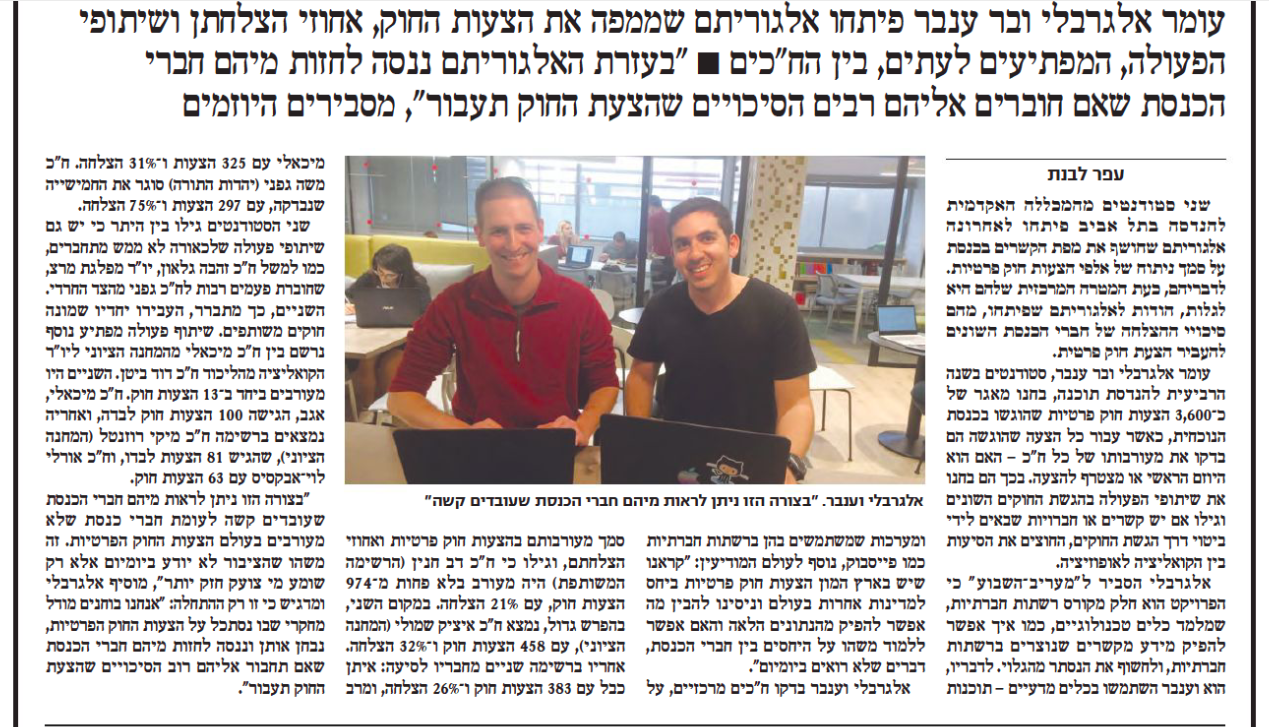 עומר אלגרבלי ובר ענבר פיתחו אלגוריתם שממפה את הצעות החוק, אחוזי הצלחתן ושיתופי
הפעולה, המפתיעים לעתים, בין הח"כים ■ "בעזרת האלגוריתם ננסה לחזות מיהם חברי
הכנסת שאם חוברים אליהם רבים הסיכויים שהצעת החוק תעבור", מסבירים היוזמים
עפר לבנת
שני סטודנטים מהמכללה האקדמית
להנדסה בתל אביב פיתחו לאחרונה
אלגוריתם שחושף את מפת הקשרים בכנסת
על סמך ניתוח של אלפי הצעות חוק פרטיות.
לדבריהם, כעת המטרה המרכזית שלהם היא
לגלות, הודות לאלגוריתם שפיתחו, מהם
סיכויי ההצלחה של חברי הכנסת השונים
להעביר הצעת חוק פרטית.
עומר אלגרבלי ובר ענבר, סטודנטים בשנה
הרביעית להנדסת תוכנה, בחנו מאגר של
כ־3,600 הצעות חוק פרטיות שהוגשו בכנסת
הנוכחית, כאשר עבור כל הצעה שהוגשה הם
בדקו את מעורבותו של כל ח"כ – האם הוא
היוזם הראשי או מצטרף להצעה. בכך הם בחנו
את שיתופי הפעולה בהגשת החוקים השונים
וגילו אם יש קשרים או חברויות שבאים לידי
ביטוי דרך הגשת החוקים, החוצים את הסיעות
בין הקואליציה לאופוזיציה.
אלגרבלי הסביר ל"מעריב־השבוע" כי
הפרויקט הוא חלק מקורס רשתות חברתיות,
שמלמד כלים טכנולוגיים, כמו איך אפשר
להפיק מידע מקשרים שנוצרים ברשתות
חברתיות, ולחשוף את הנסתר מהגלוי. לדבריו,
הוא וענבר השתמשו בכלים מדעיים – תוכנות
אלגרבלי וענבר. "בצורה הזו ניתן לראות מיהם חברי הכנסת שעובדים קשה"
ומערכות שמשתמשים בהן ברשתות חברתיות
כמו פייסבוק, נוסף לעולם המודיעין: "קראנו
שיש בארץ המון הצעות חוק פרטיות ביחס
למדינות אחרות בעולם וניסינו להבין מה
אפשר להפיק מהנתונים הלאה והאם אפשר
ללמוד משהו על היחסים בין חברי הכנסת,
דברים שלא רואים ביומיום".
אלגרבלי וענבר בדקו ח"כים מרכזיים, על
סמך מעורבותם בהצעות חוק פרטיות ואחוזי
הצלחתם, וגילו כי ח"כ דב חנין (הרשימה
המשותפת) היה מעורב בלא פחות מ־974
הצעות חוק, עם 21% הצלחה. במקום השני,
בהפרש גדול, נמצא ח"כ איציק שמולי (המחנה
הציוני), עם 458 הצעות חוק ו־32% הצלחה.
אחריו ברשימה שניים מחבריו לסיעה: איתן
כבל עם 383 הצעות חוק ו־26% הצלחה, ומרב
מיכאלי עם 325 הצעות ו־31% הצלחה. ח"כ
משה גפני (יהדות התורה) סוגר את החמישייה
שנבדקה, עם 297 הצעות ו־75% הצלחה.
שני הסטודנטים גילו בין היתר כי יש גם
שיתופי פעולה שלכאורה לא ממש מתחברים,
כמו למשל ח"כ זהבה גלאון, יו"ר מפלגת מרצ,
שחוברת פעמים רבות לח"כ גפני מהצד החרדי.
השניים, כך מתברר, העבירו יחדיו שמונה
חוקים משותפים. שיתוף פעולה מפתיע נוסף
נרשם בין ח"כ מיכאלי מהמחנה הציוני ליו"ר
הקואליציה מהליכוד ח"כ דוד ביטן. השניים היו
מעורבים ביחד ב־13 הצעות חוק. ח"כ מיכאלי,
אגב, הגישה 100 הצעות חוק לבדה, ואחריה
נמצאים ברשימה ח"כ מיקי רוזנטל (המחנה
הציוני), שהגיש 81 הצעות לבדו, וח"כ אורלי
לוי־אבקסיס עם 63 הצעות חוק.
"בצורה הזו ניתן לראות מיהם חברי הכנסת
שעובדים קשה לעומת חברי כנסת שלא
מעורבים בעולם הצעות החוק הפרטיות. זה
משהו שהציבור לא יודע ביומיום אלא רק
שומע מי צועק חזק יותר", מוסיף אלגרבלי
ומדגיש כי זו רק ההתחלה: "אנחנו בוחנים מודל
מחקרי שבו נסתכל על הצעות החוק הפרטיות,
נבחן אותן וננסה לחזות מיהם חברי הכנסת
שאם תחבור אליהם רוב הסיכויים שהצעת
החוק תעבור".